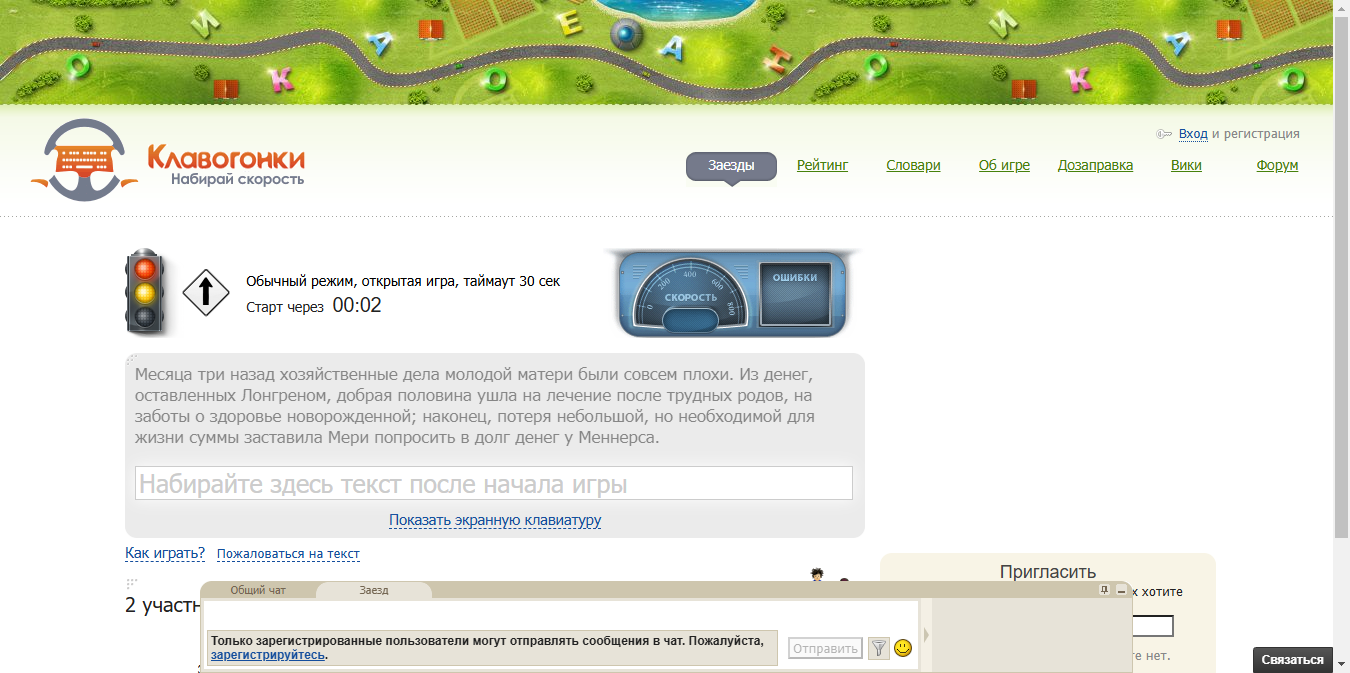 И А Е А Н И А
О К О О К О
Клавогонки
Набирай скорость
Вход и регистрация
Заезды Рейтинг Словари Об игре Дозаправка Вики Форум
Обычный режим, открытая игра, таймаут 30 сек
Старт через 00:02
0 200 400 600 800
СКОРОСТЬ
ОШИБКИ
Месяца три назад хозяйственные дела молодой матери были совсем плохи. Из денег,
оставленных Лонгреном, добрая половина ушла на лечение после трудных родов, на
заботы о здоровье новорожденной; наконец, потеря небольшой, но необходимой для
жизни суммы заставила Мери попросить в долг денег у Меннерса.
Набирайте здесь текст после начала игры
Показать экранную клавиатуру
Как играть? Пожаловаться на текст
2 участн
Пригласить
х хотите
те нет.
Общий чат Заезд
Только зарегистрированные пользователи могут отправлять сообщения в чат. Пожалуйста,
зарегистрируйтесь.
Отправить
Связаться